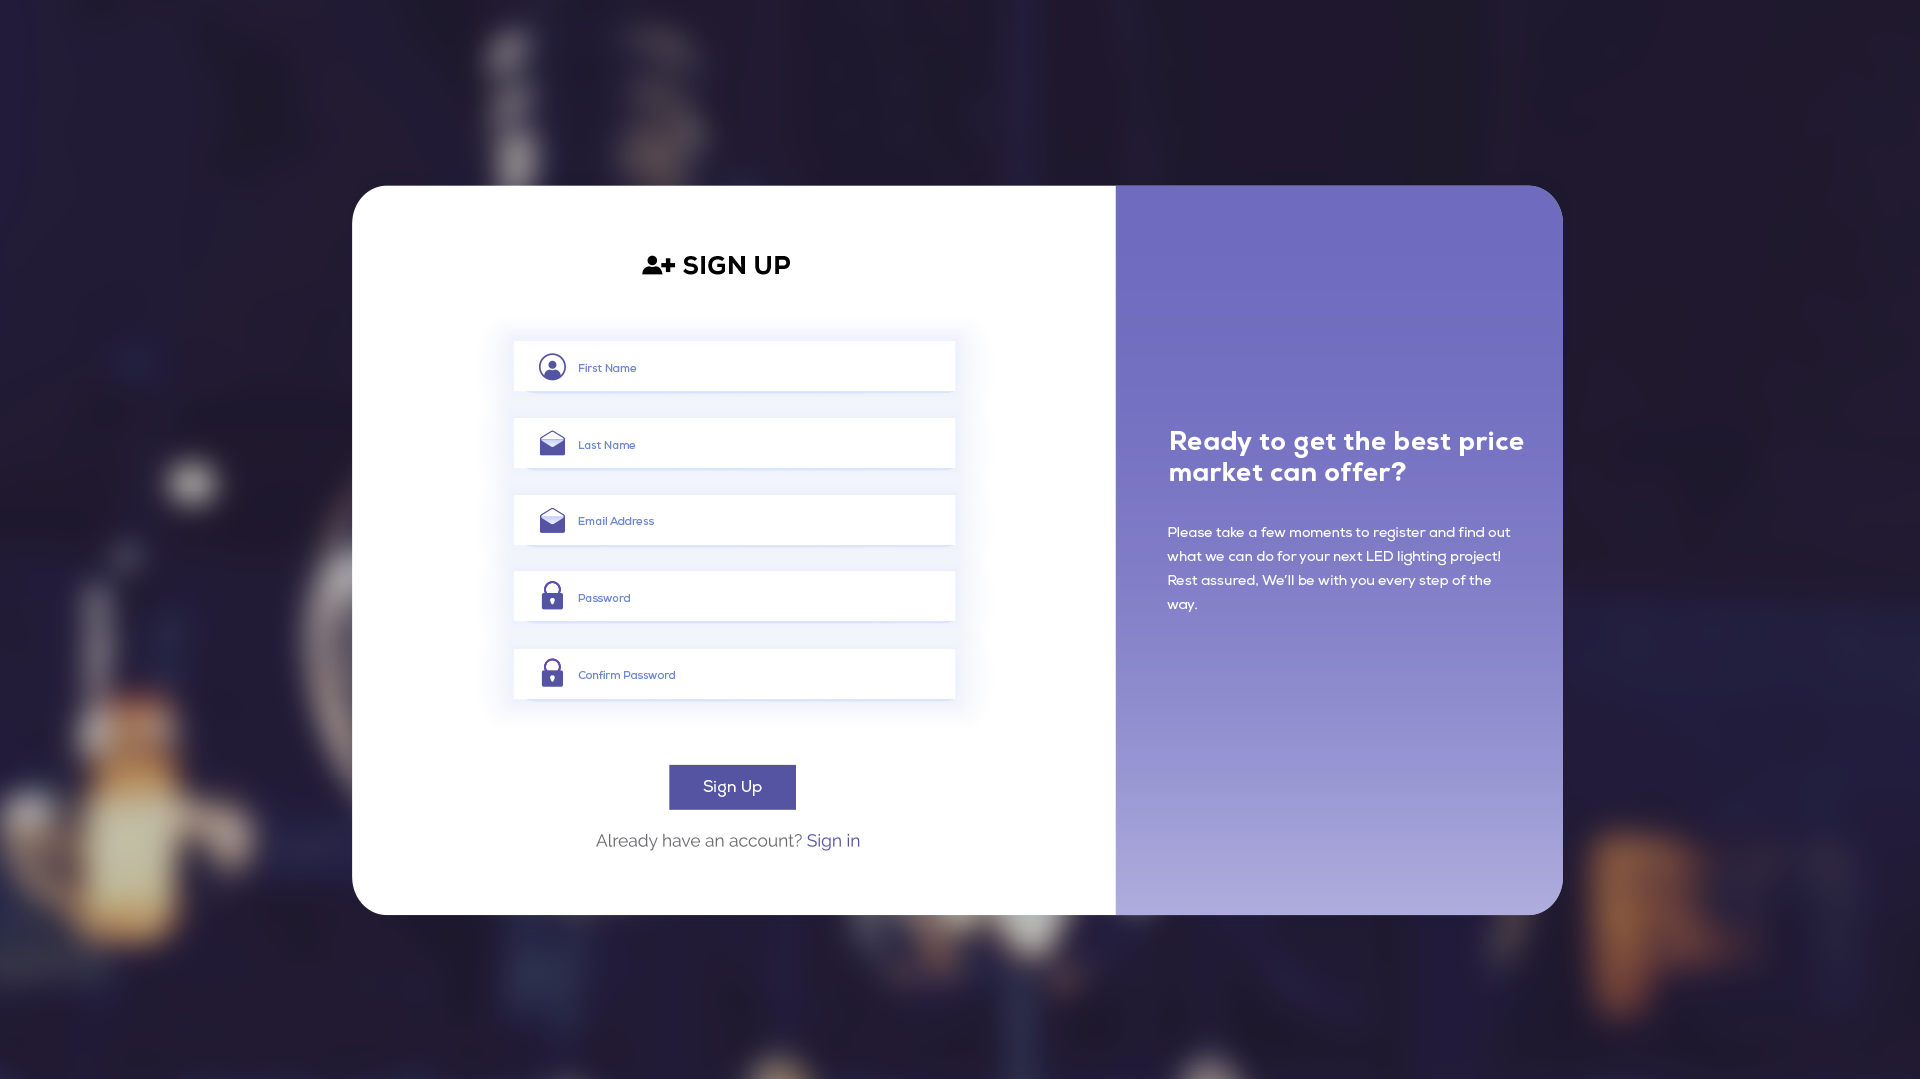 SIGN UP
First Name
Last Name
Email Address
Password
Confirm Password
Sign Up
Already have an account? Sign in
Ready to get the best price
market can offer?
Please take a few moments to register and find out
what we can do for your next LED lighting project!
Rest assured, We'll be with you every step of the
way.